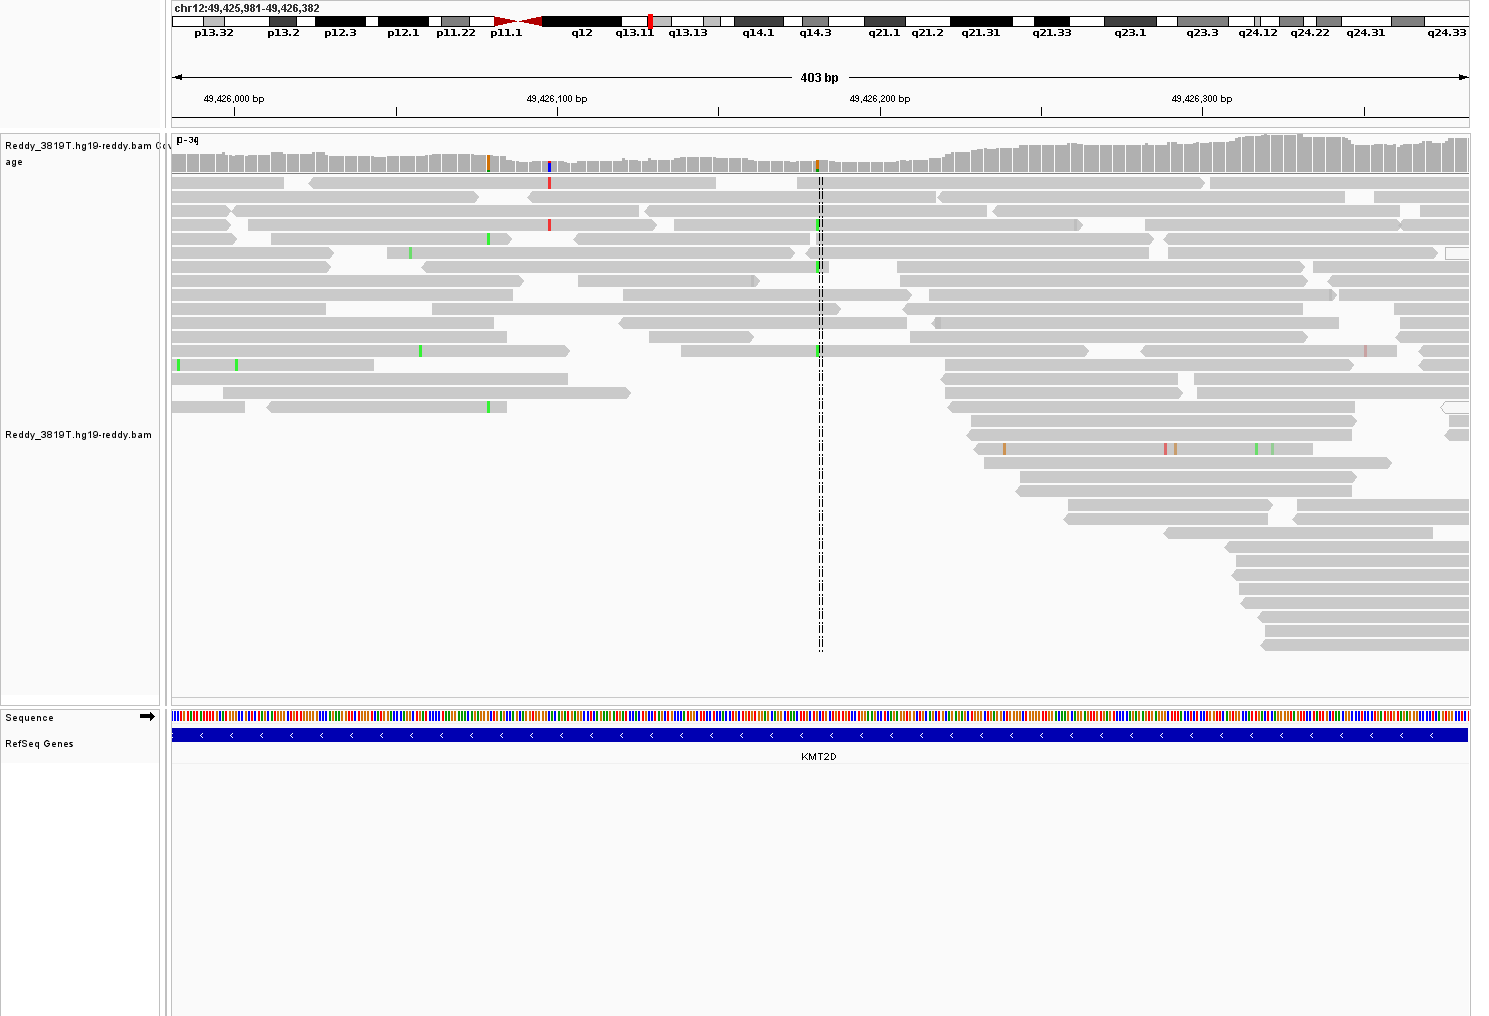 chr12:49,425,981-49,426,382
p13.32 p13.2 p12.3 p12.1 p11.22 p11.1 q12 q13.11 q13.13 q14.1 q14.3 q21.1 q21.2 q21.31 q21.33 q23.1 q23.3 q24.12 q24.22 q24.31 q24.33
403 bp
49,426,000 bp 49,426,100 bp 49,426,200 bp 49,426,300 bp
Reddy_3819T.hg19-reddy.bam Cov
age
[0-34]
Reddy_3819T.hg19-reddy.bam
Sequence
RefSeq Genes
KMT2D